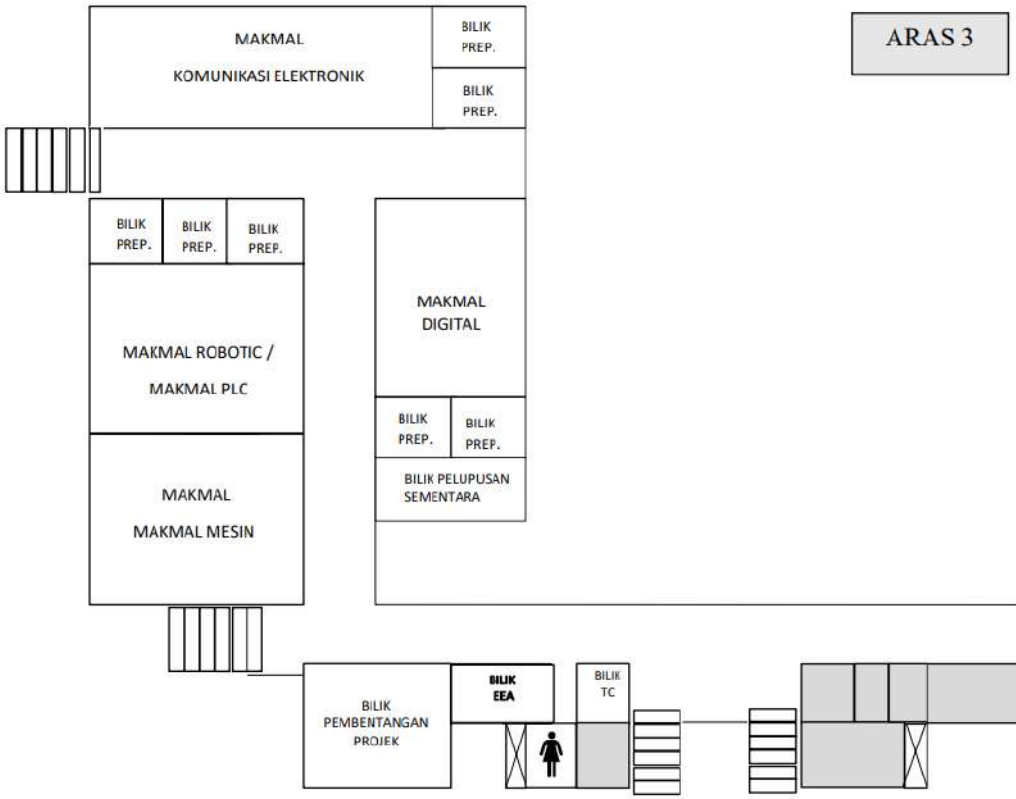 MAKMAL
KOMUNIKASI ELEKTRONIK
BILIK
PREP.
BILIK
PREP.
ARAS 3
BILIK
PREP.
BILIK
PREP.
BILIK
PREP.
MAKMAL ROBOTIC /
MAKMAL PLC
MAKMAL
DIGITAL
BILIK
PREP.
BILIK
PREP.
BILIK PELUPUSAN
SEMENTARA
MAKMAL
MAKMAL MESIN
BILIK
PEMBENTANGAN
PROJEK
BILIK
EEA
BILIK
TC